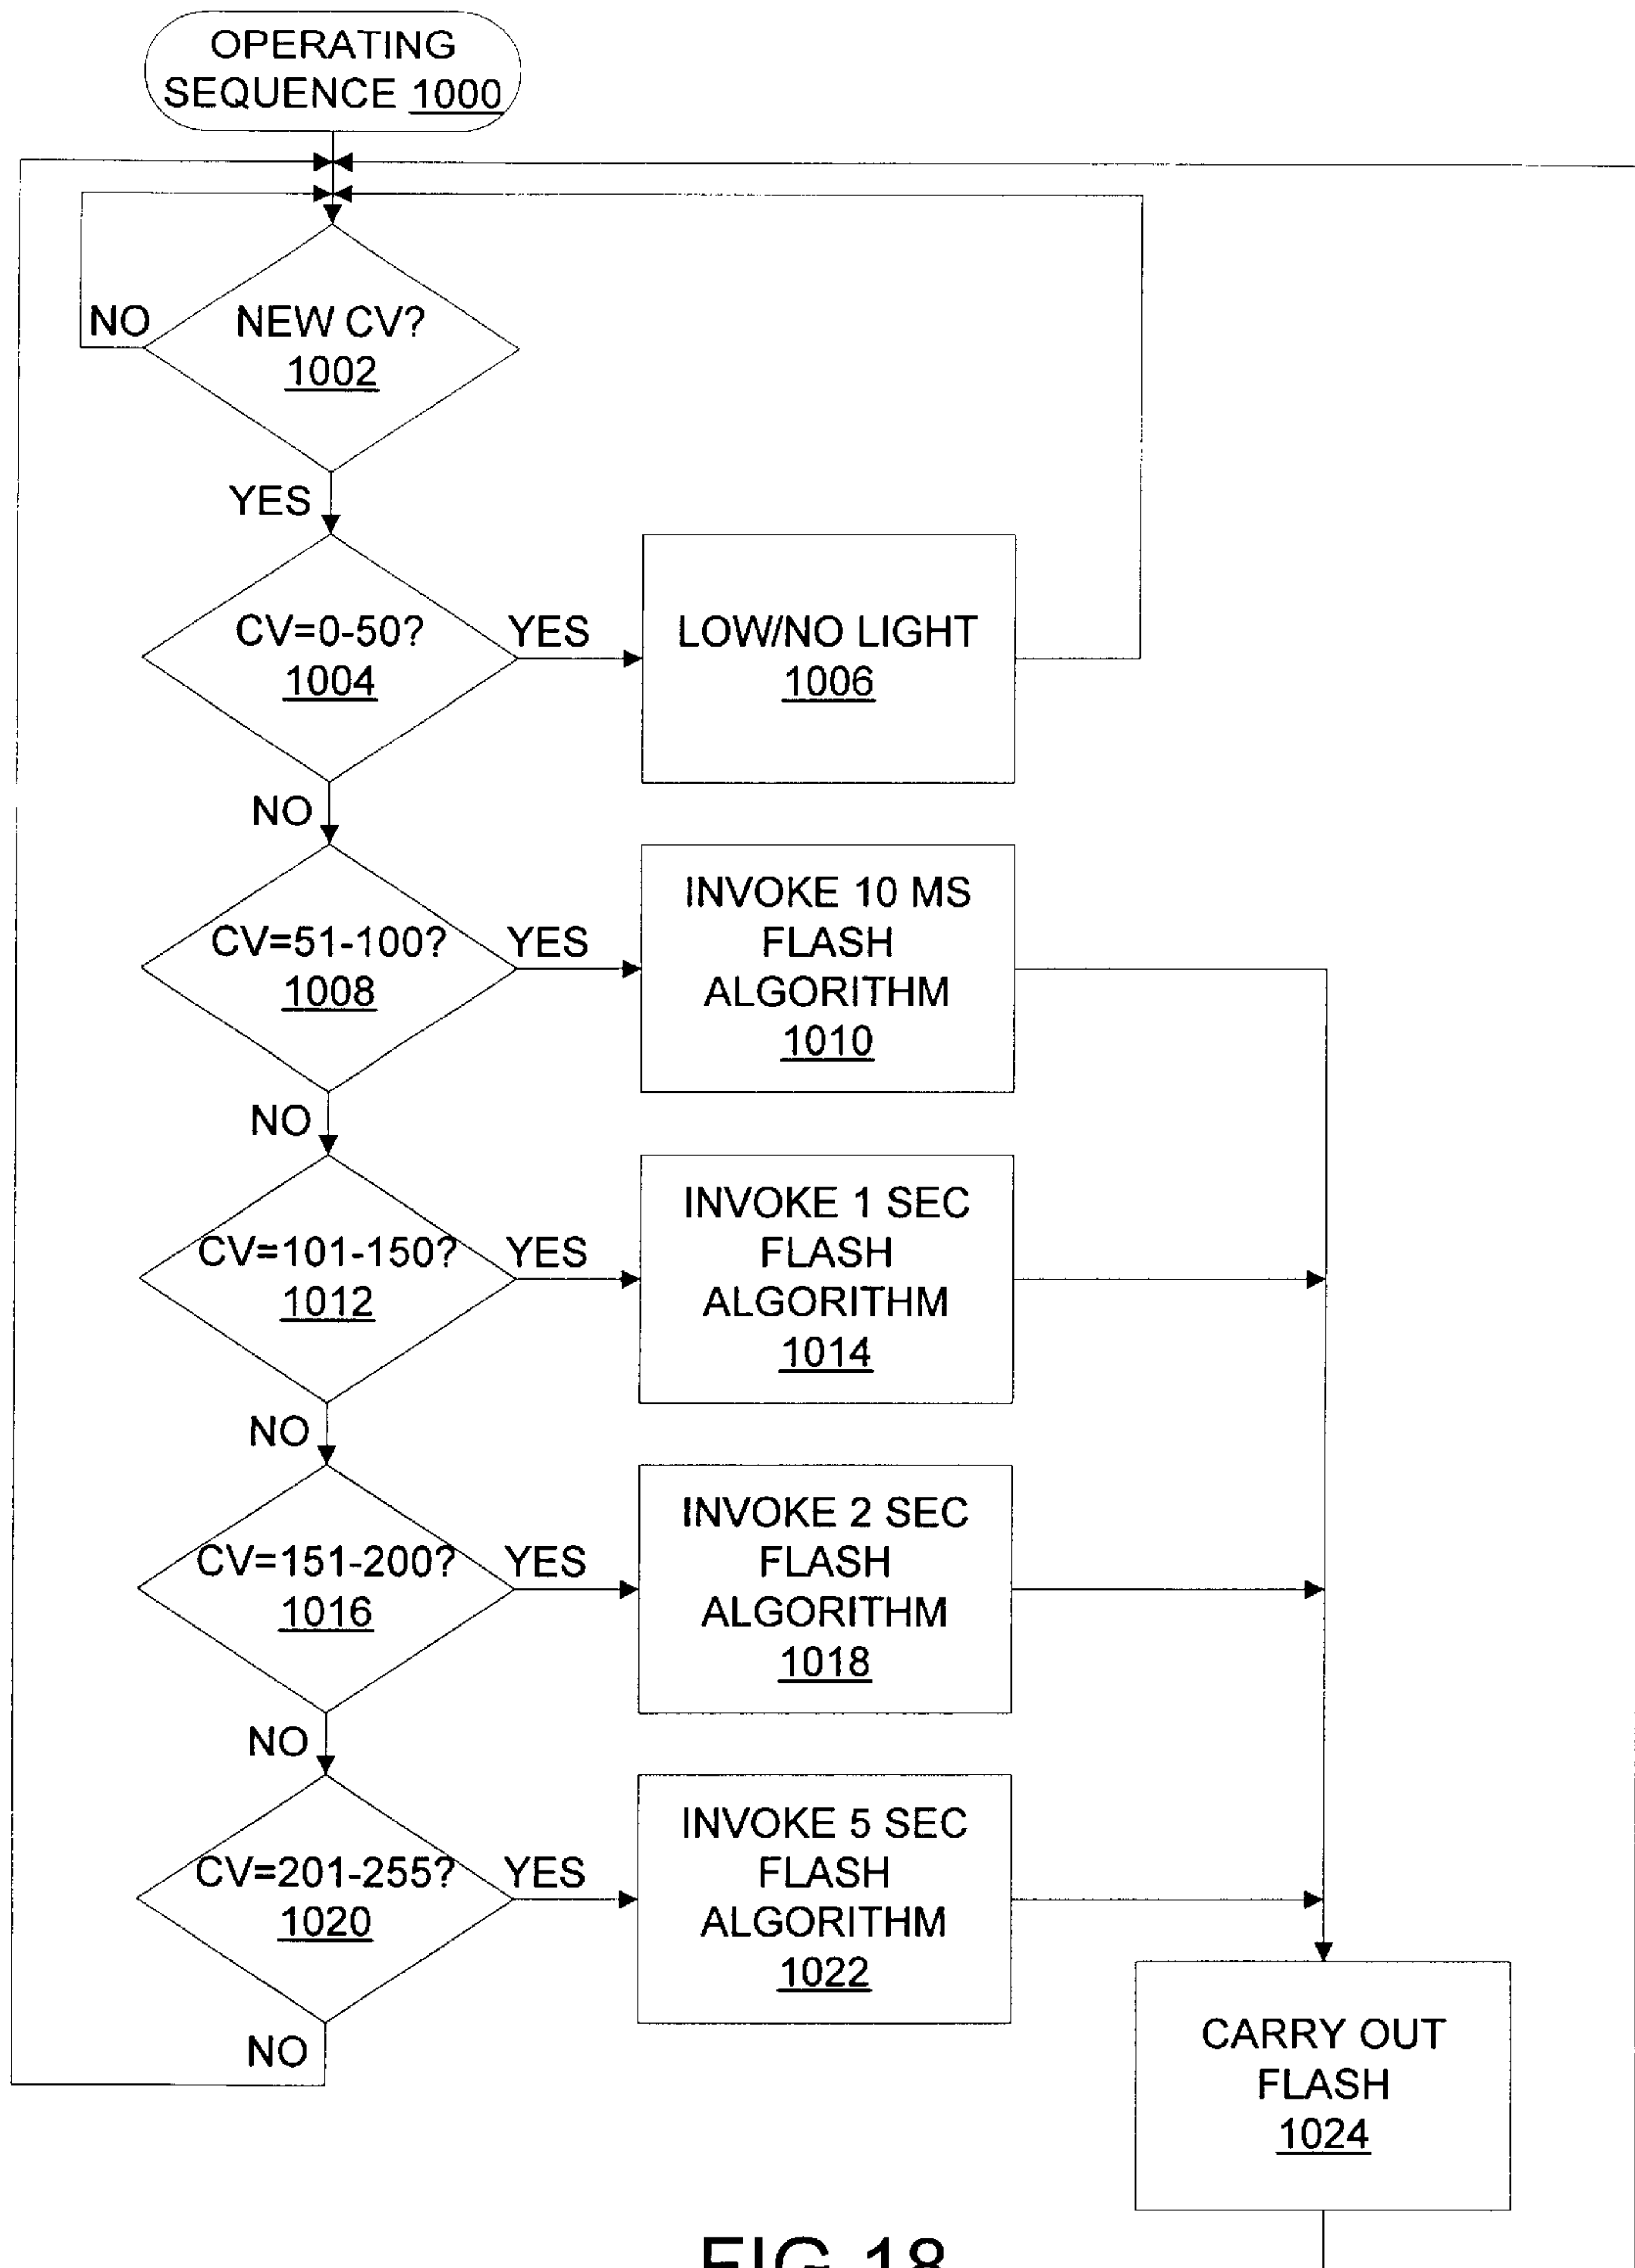 OPERATING
SEQUENCE 1000
NO
NEW CV?
1002
YES
CV=0-50?
1004
YES
LOW/NO LIGHT
1006
NO
CV=51-100?
1008
YES
INVOKE 10 MS
FLASH
ALGORITHM
1010
NO
CV=101-150?
1012
YES
INVOKE 1 SEC
FLASH
ALGORITHM
1014
NO
CV=151-200?
1016
YES
INVOKE 2 SEC
FLASH
ALGORITHM
1018
NO
CV=201-255?
1020
YES
INVOKE 5 SEC
FLASH
ALGORITHM
1022
NO
CARRY OUT
FLASH
1024
FIG 18